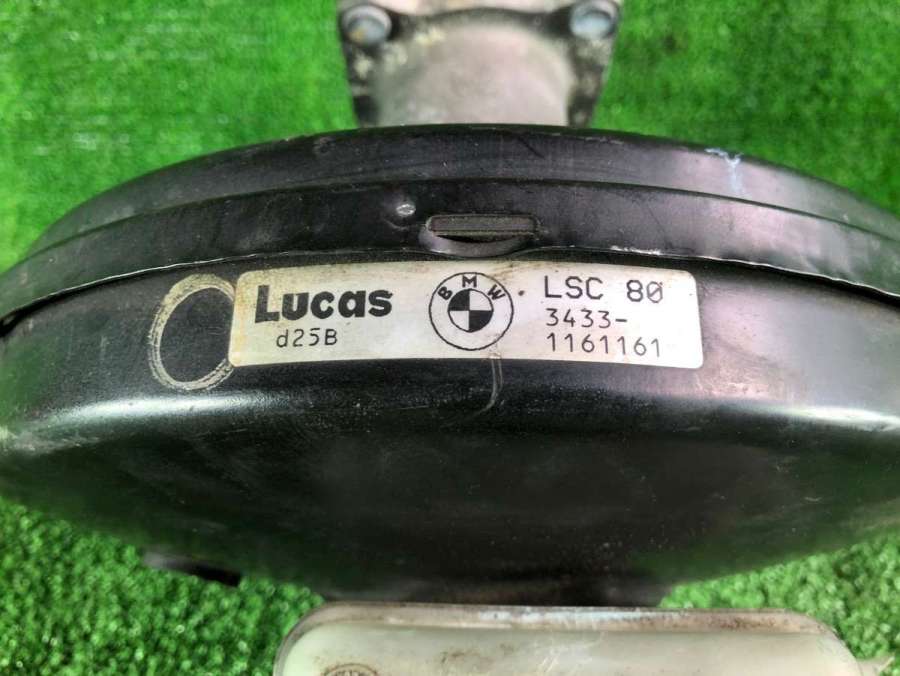 Lucas
d25B
BMW
LSC 80
3433-
1161161